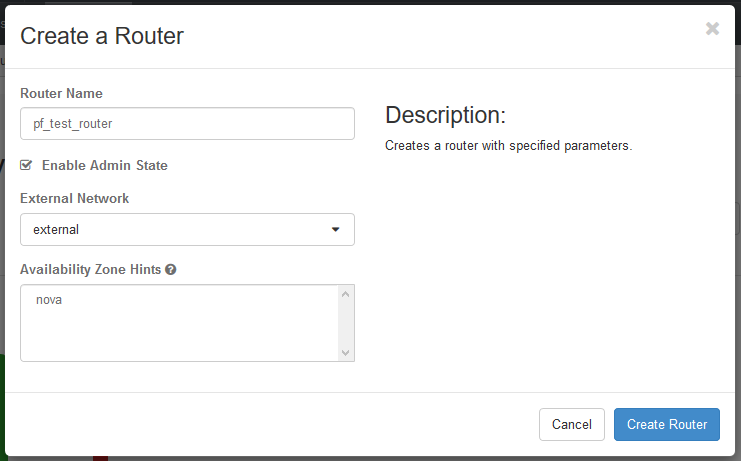 Create a Router
Router Name
pf_test_router
Enable Admin State
External Network
external
Availability Zone Hints
nova
Description:
Creates a router with specified parameters.
Cancel
Create Router